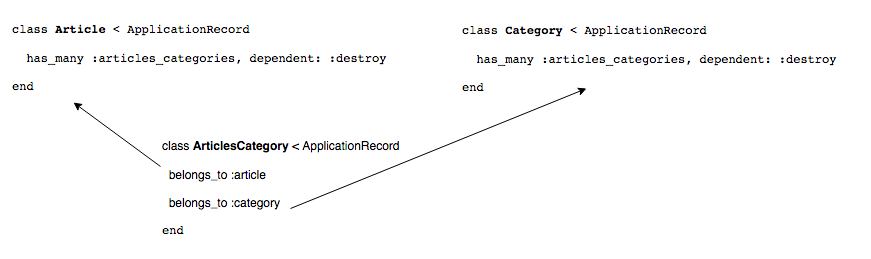 class Article < ApplicationRecord
has_many :articles_categories, dependent: :destroy
end
class Category < ApplicationRecord
has_many :articles_categories, dependent: :destroy
end
class ArticlesCategory < ApplicationRecord
belongs_to :article
belongs_to :category
end